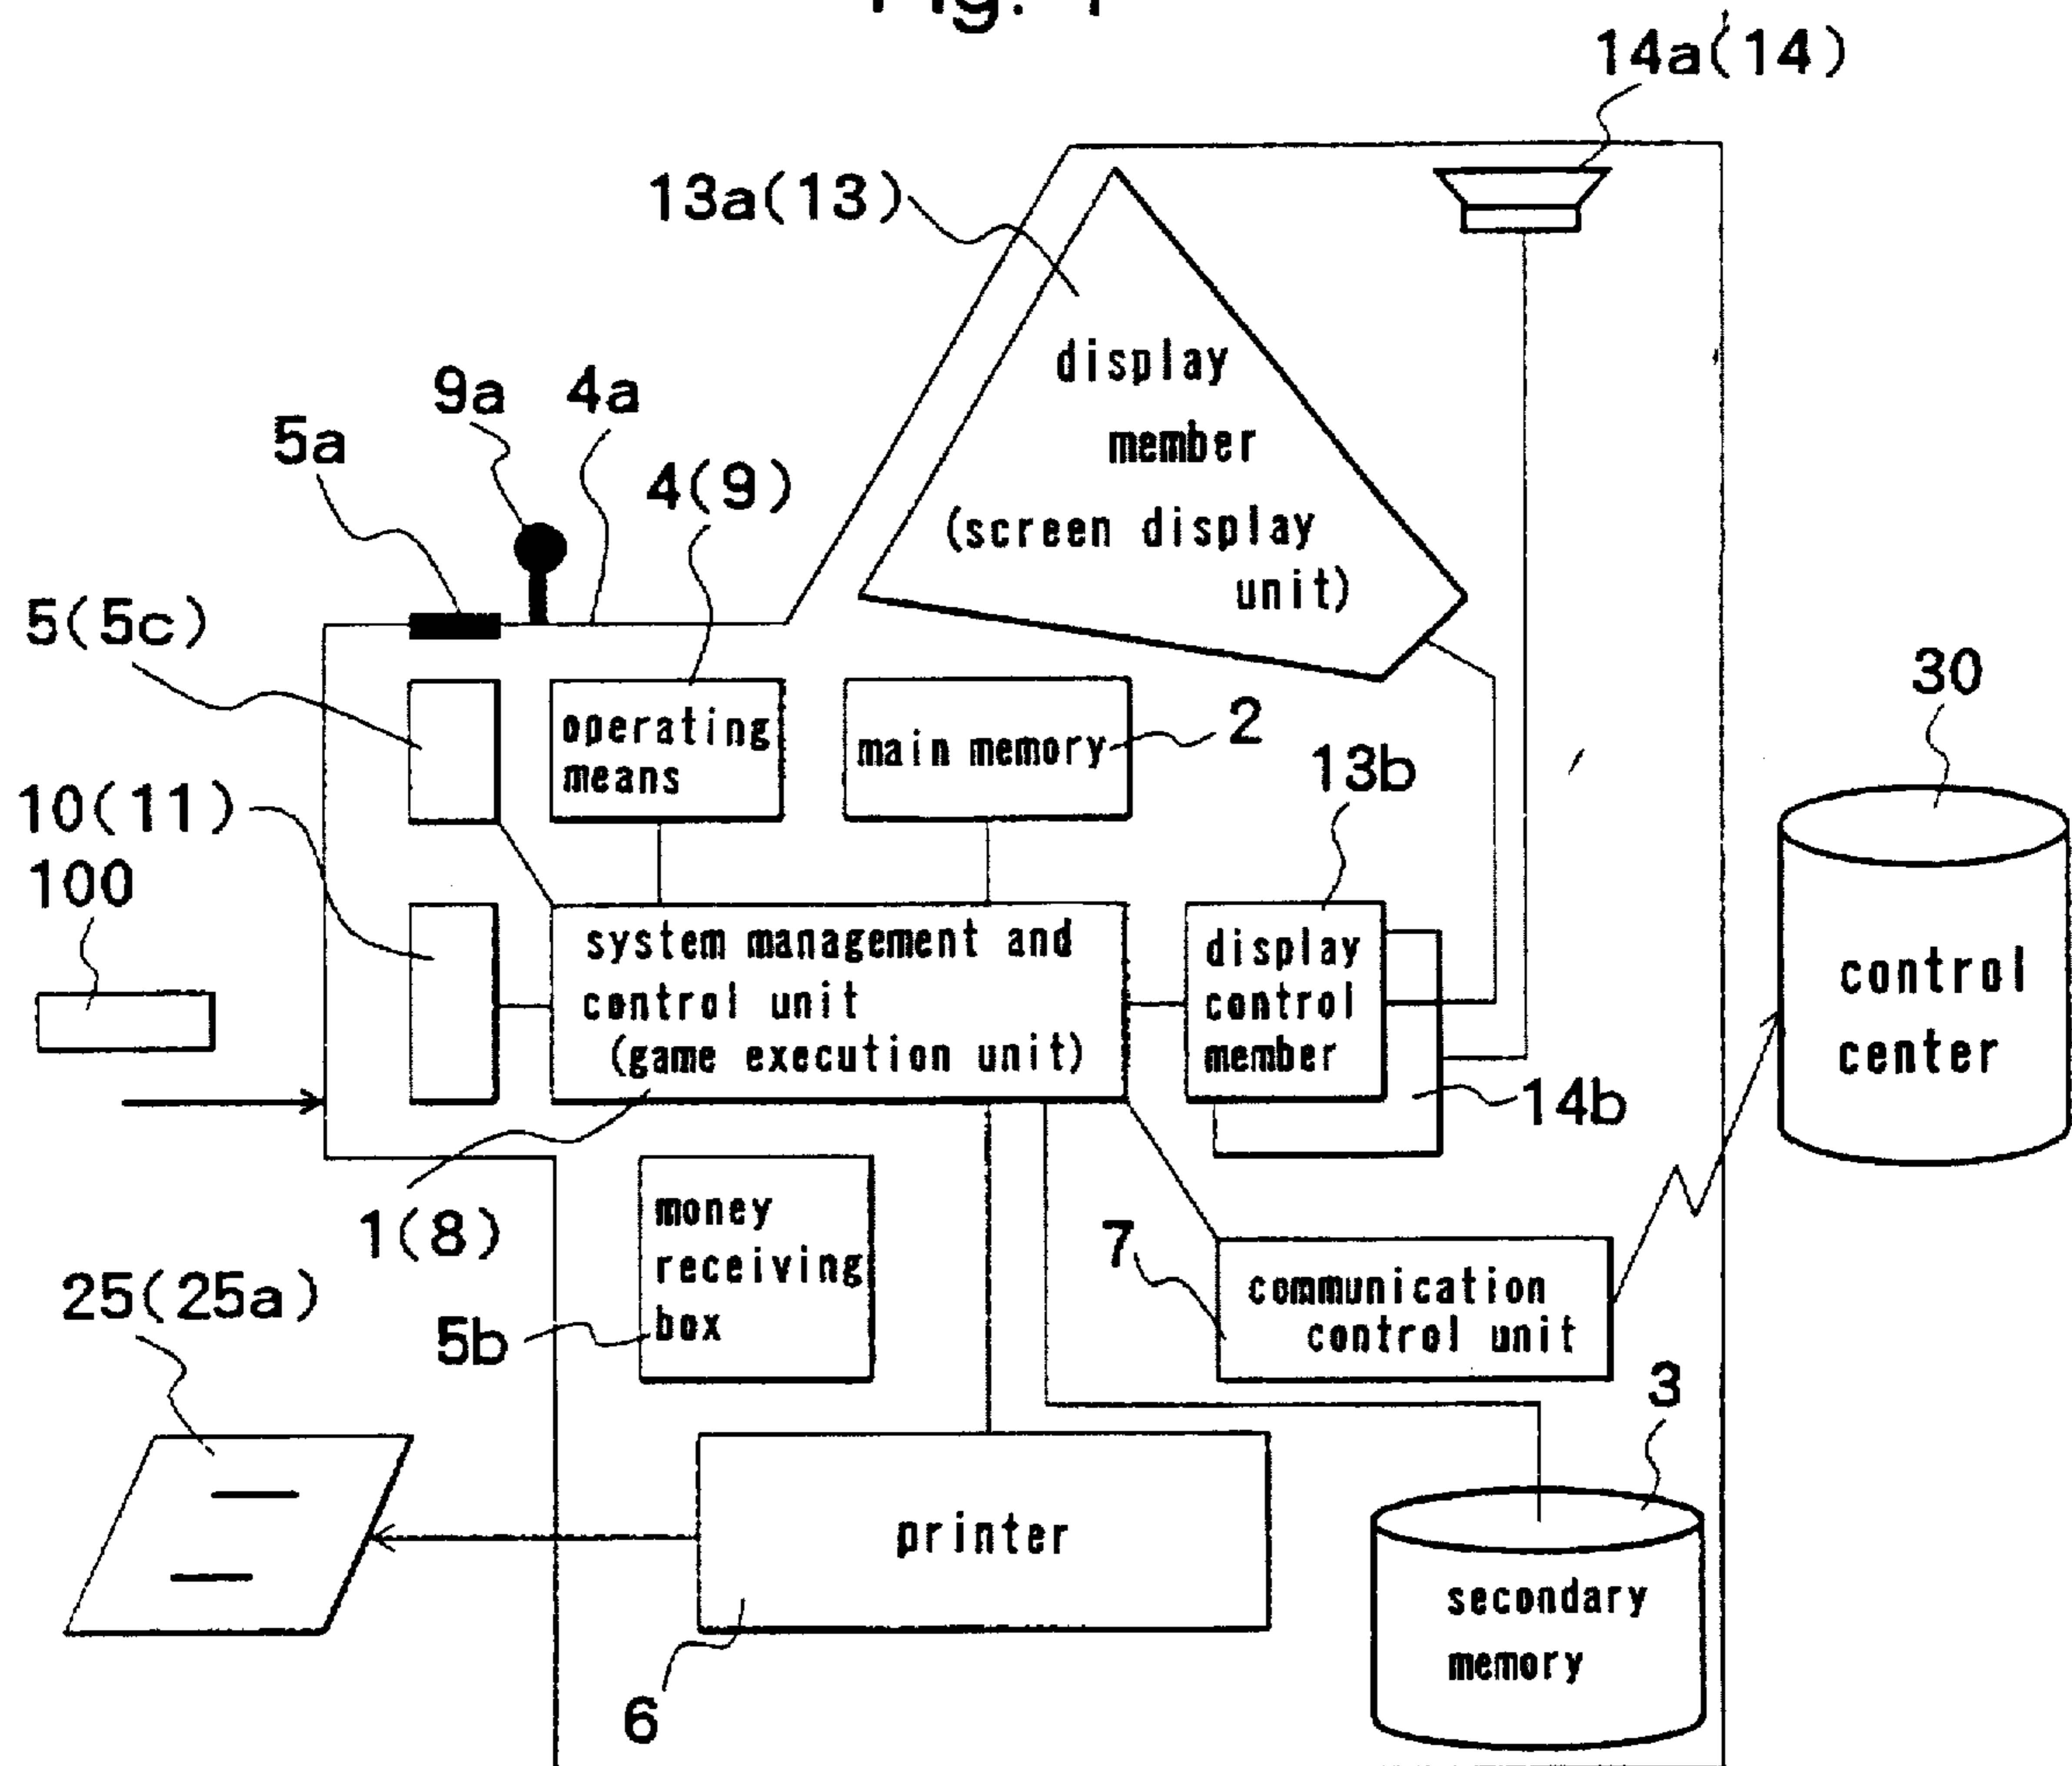 14a(14)
13a(13)
display
member
(screen display
unit)
9a
4a
5a
4(9)
5(5c)
operating
means
main memory
2
30
13b
10(11)
100
system management and
control unit
(game execution unit)
display
control
member
control
center
14b
1(8)
money
receiving
box
5b
7
communication
control unit
25(25a)
3
printer
secondary
memory
6